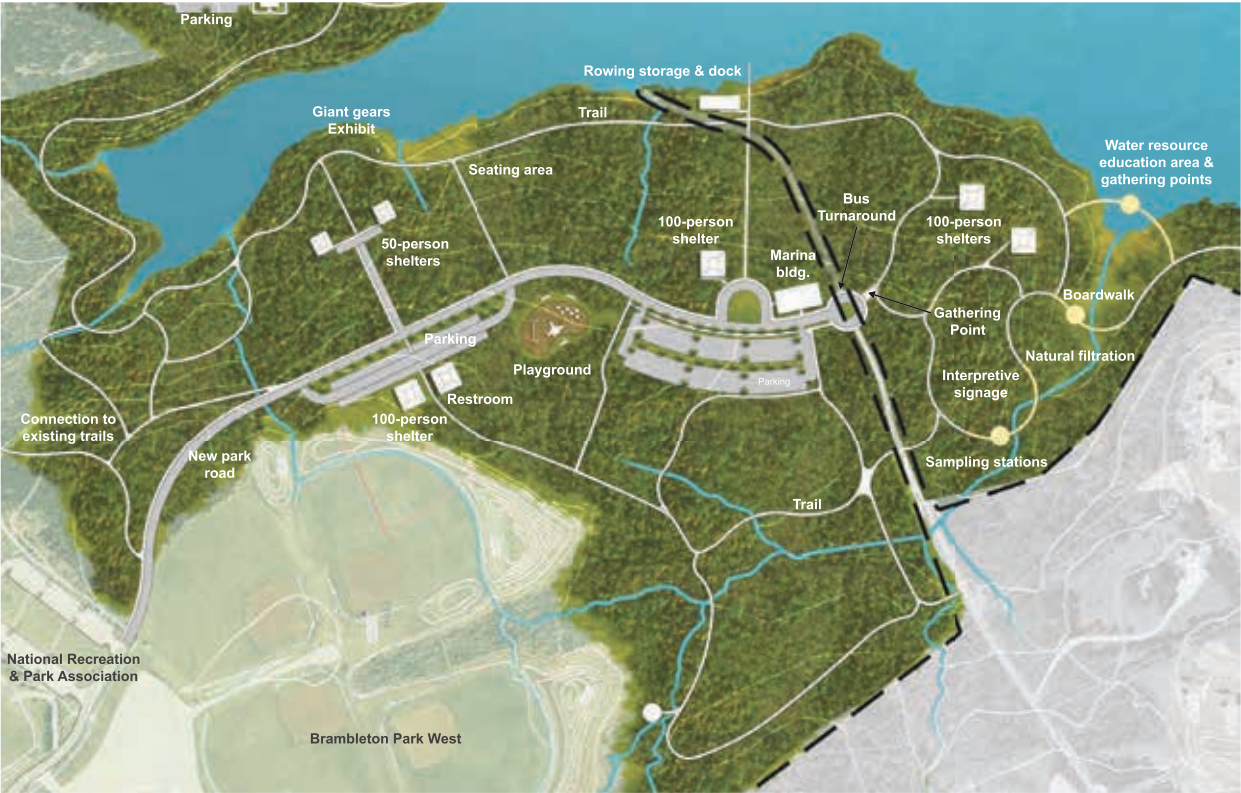 Parking
Rowing storage & dock
Giant gears
Exhibit
Trail
Seating area
Water resource
education area &
gathering points
Bus
Turnaround
100-person
shelter
100-person
shelters
50-person
shelters
Marina
bldg.
Boardwalk
Gathering
Point
Parking
Playground
Natural filtration
Parking
Interpretive
signage
Restroom
Connection to
existing trails
100-person
shelter
New park
road
Sampling stations
Trail
National Recreation
& Park Association
Brambleton Park West